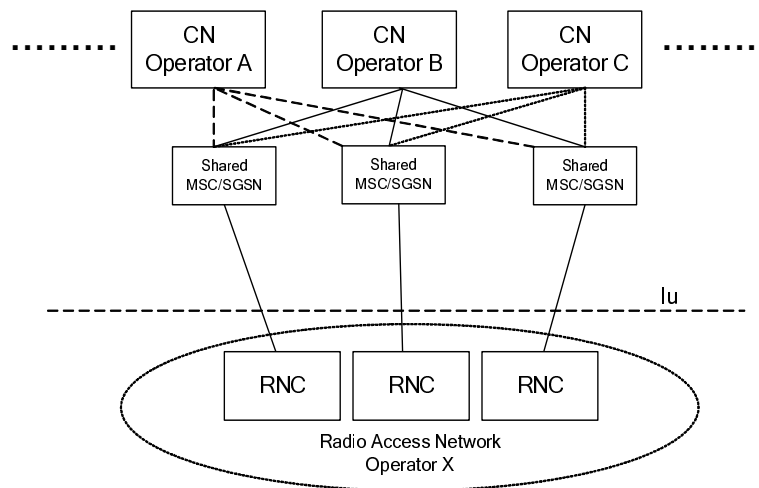 CN
Operator A
CN
Operator B
CN
Operator C
Shared
MSC/SGSN
Shared
MSC/SGSN
Shared
MSC/SGSN
Iu
RNC
RNC
RNC
Radio Access Network
Operator X